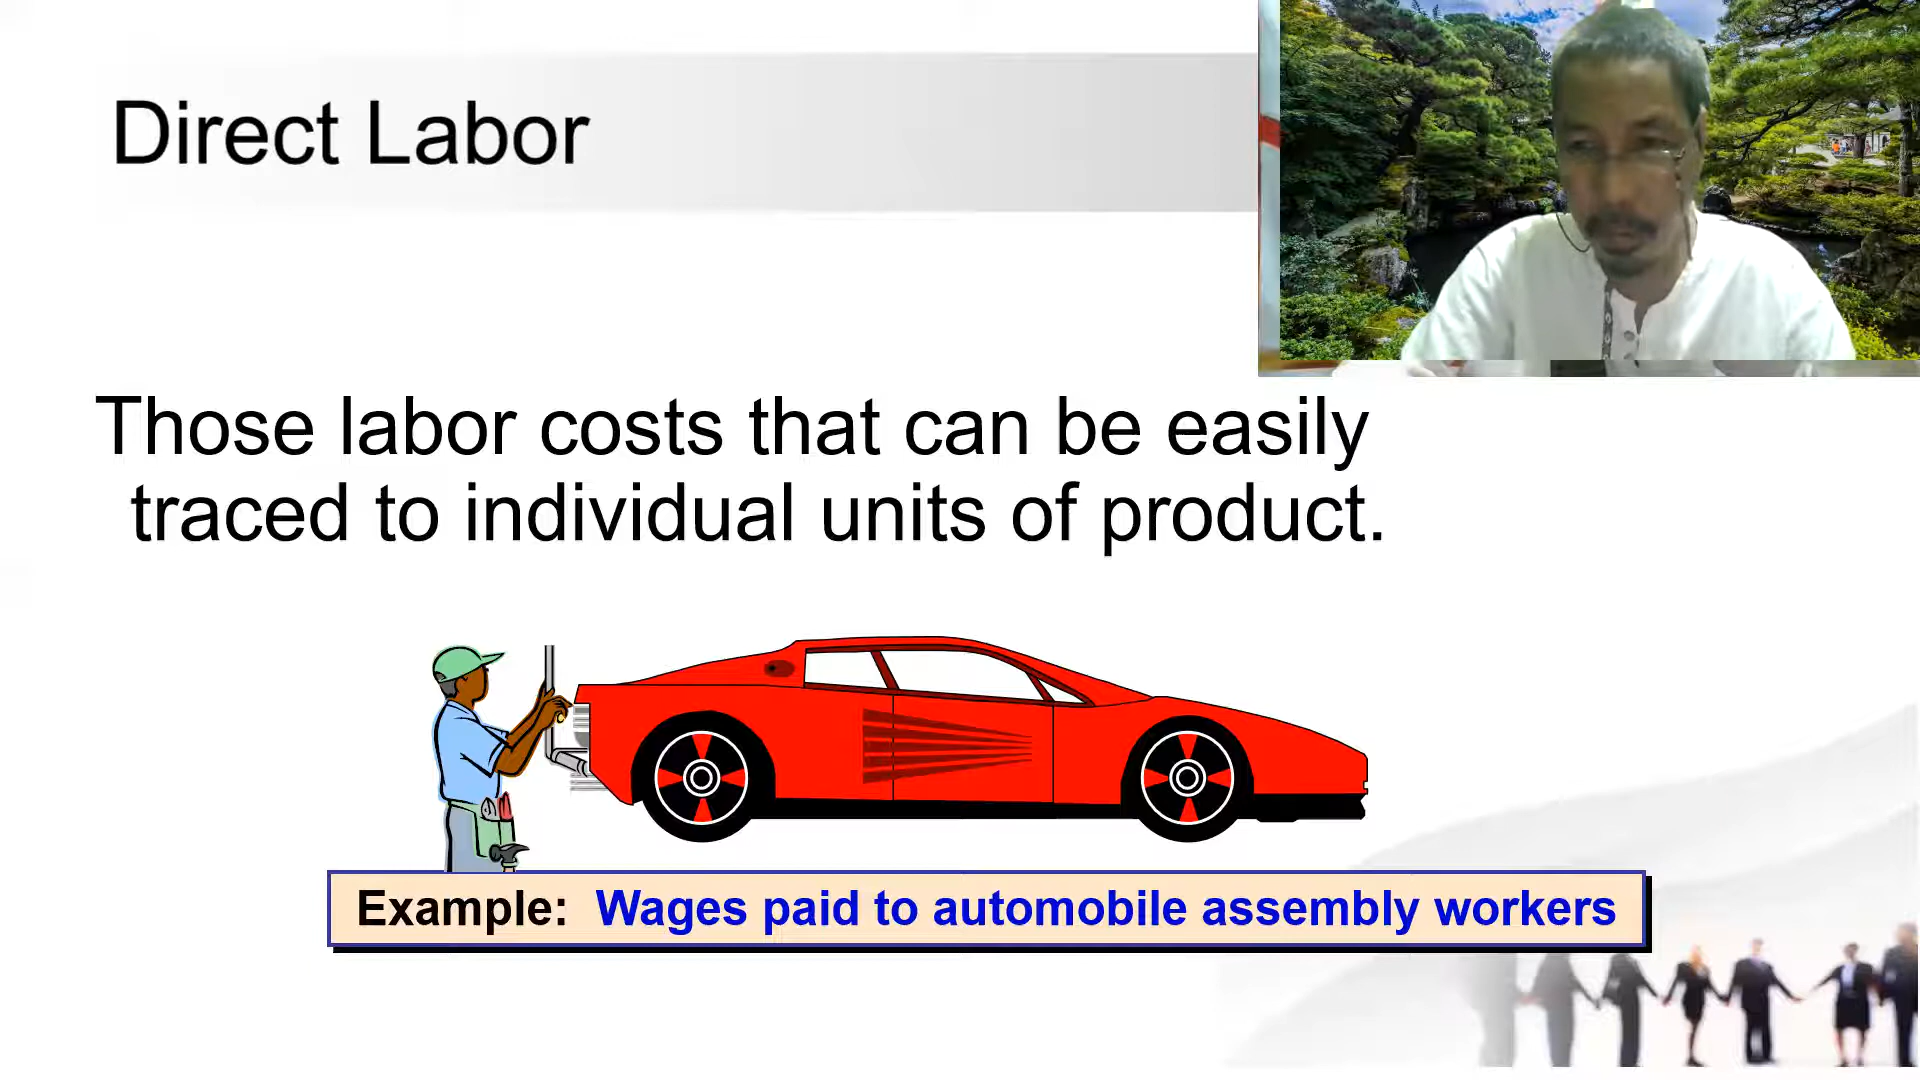 Direct Labor
Those labor costs that can be easily
traced to individual units of product.
Example: Wages paid to automobile assembly workers